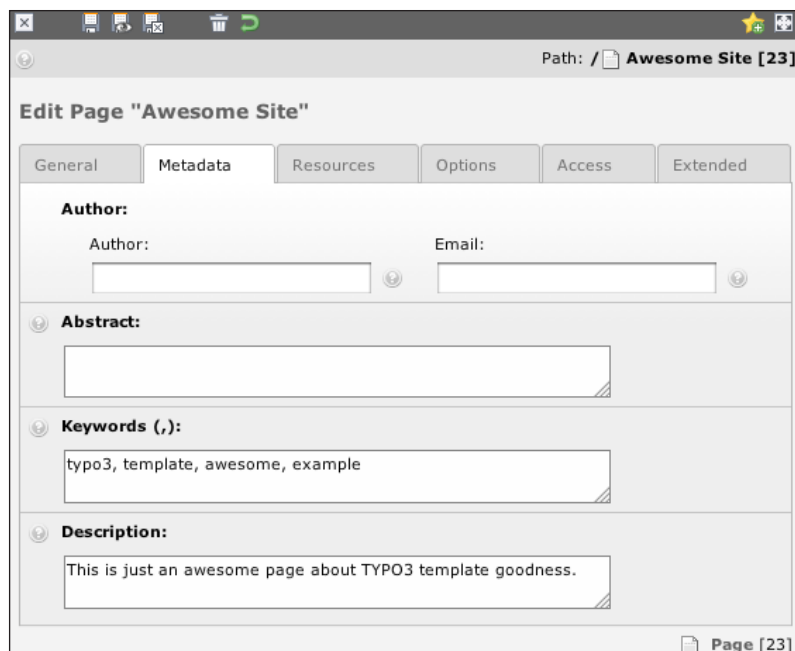 Path: / Awesome Site [23]
Edit Page "Awesome Site"
General Metadata Resources Options Access Extended
Author:
Author: Email:
Abstract:
Keywords (,):
typo3, template, awesome, example
Description:
This is just an awesome page about TYPO3 template goodness.
Page [23]